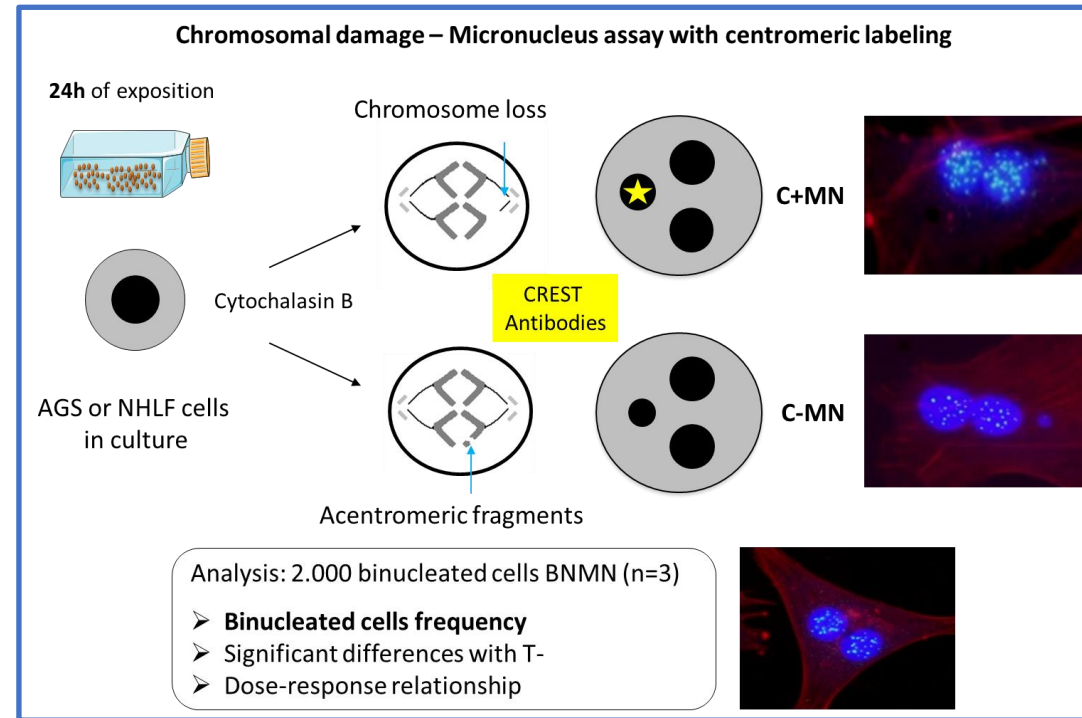 Chromosomal damage – Micronucleus assay with centromeric labeling
24h of exposition
Chromosome loss
C+MN
Cytochalasin B
CREST
Antibodies
AGS or NHLF cells
in culture
C-MN
Acentromeric fragments
Analysis: 2.000 binucleated cells BNMN (n=3)
➢ Binucleated cells frequency
➢ Significant differences with T-
➢ Dose-response relationship